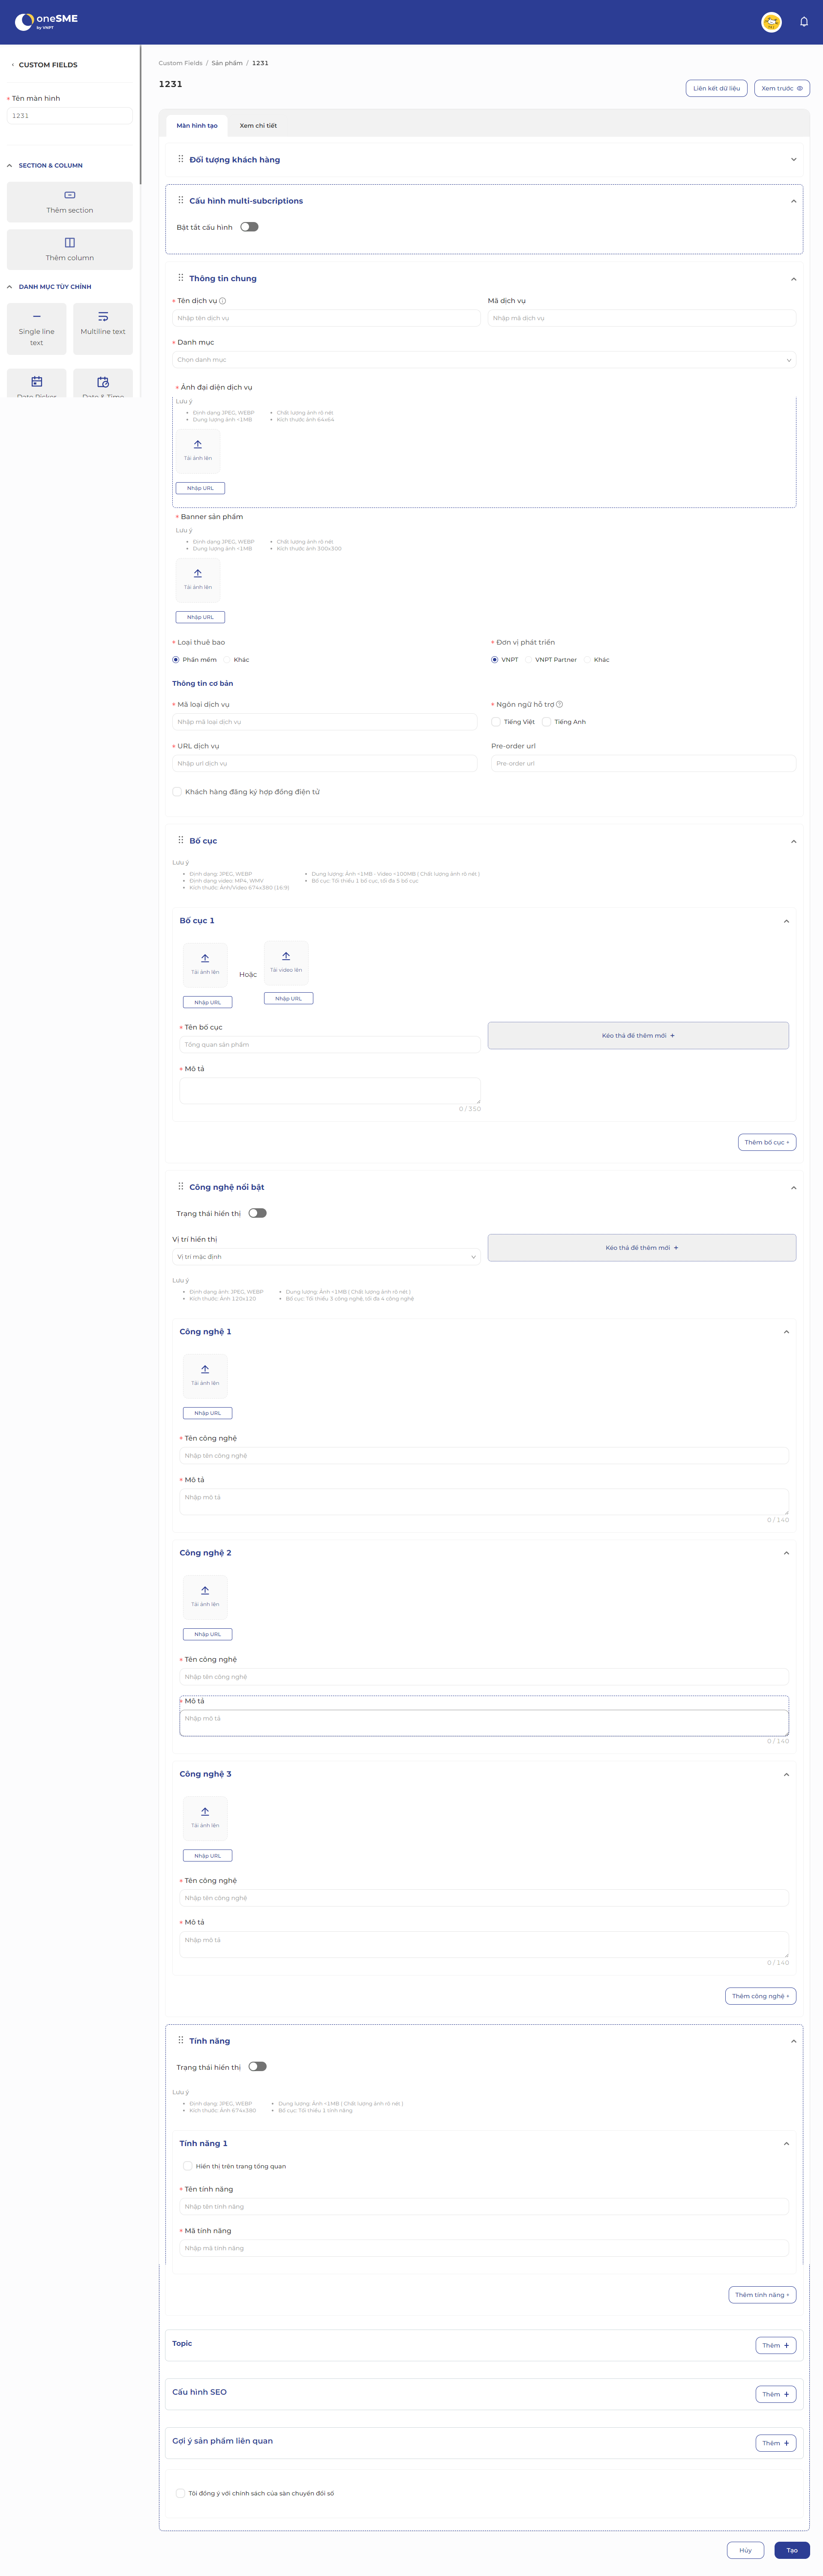 oneSME
by VNPT
CUSTOM FIELDS
* Tên màn hình
1231
SECTION & COLUMN
Thêm section
Thêm column
DANH MỤC TÙY CHỈNH
Single line text
Multiline text
Date Picker
Date & Time
Custom Fields / Sản phẩm / 1231
1231
Liên kết dữ liệu
Xem trước
Màn hình tạo
Xem chi tiết
Đối tượng khách hàng
Cấu hình multi-subcriptions
Bật tắt cấu hình
Thông tin chung
* Tên dịch vụ
Mã dịch vụ
Nhập tên dịch vụ
Nhập mã dịch vụ
* Danh mục
Chọn danh mục
* Ảnh đại diện dịch vụ
Lưu ý
Định dạng JPEG, WEBP
Chất lượng ảnh rõ nét
Dung lượng ảnh <1MB
Kích thước ảnh 64x64
Tải ảnh lên
Nhập URL
* Banner sản phẩm
Lưu ý
Định dạng JPEG, WEBP
Chất lượng ảnh rõ nét
Dung lượng ảnh <1MB
Kích thước ảnh 300x300
Tải ảnh lên
Nhập URL
* Loại thuê bao
* Đơn vị phát triển
Phần mềm
Khác
VNPT
VNPT Partner
Khác
Thông tin cơ bản
* Mã loại dịch vụ
* Ngôn ngữ hỗ trợ
Nhập mã loại dịch vụ
Tiếng Việt
Tiếng Anh
* URL dịch vụ
Pre-order url
Nhập url dịch vụ
Pre-order url
Khách hàng đăng ký hợp đồng điện tử
Bố cục
Lưu ý
Định dạng: JPEG, WEBP
Dung lượng: Ảnh <1MB - Video <100MB ( Chất lượng ảnh rõ nét )
Định dạng video: MP4, WMV
Bố cục: Tối thiểu 1 bố cục, tối đa 5 bố cục
Kích thước: Ảnh/Video 674x380 (16:9)
Bố cục 1
Tải ảnh lên
Hoặc
Tải video lên
Nhập URL
Nhập URL
* Tên bố cục
Tổng quan sản phẩm
Kéo thả để thêm mới +
* Mô tả
0 / 350
Thêm bố cục +
Công nghệ nổi bật
Trạng thái hiển thị
Vị trí hiển thị
Vị trí mặc định
Kéo thả để thêm mới +
Lưu ý
Định dạng ảnh: JPEG, WEBP
Dung lượng: Ảnh <1MB ( Chất lượng ảnh rõ nét )
Kích thước: Ảnh 120x120
Bố cục: Tối thiểu 3 công nghệ, tối đa 4 công nghệ
Công nghệ 1
Tải ảnh lên
Nhập URL
* Tên công nghệ
Nhập tên công nghệ
* Mô tả
Nhập mô tả
0 / 140
Công nghệ 2
Tải ảnh lên
Nhập URL
* Tên công nghệ
Nhập tên công nghệ
* Mô tả
Nhập mô tả
0 / 140
Công nghệ 3
Tải ảnh lên
Nhập URL
* Tên công nghệ
Nhập tên công nghệ
* Mô tả
Nhập mô tả
0 / 140
Thêm công nghệ +
Tính năng
Trạng thái hiển thị
Lưu ý
Định dạng: JPEG, WEBP
Dung lượng: Ảnh <1MB ( Chất lượng ảnh rõ nét )
Kích thước: Ảnh 674x380
Bố cục: Tối thiểu 1 tính năng
Tính năng 1
Hiển thị trên trang tổng quan
* Tên tính năng
Nhập tên tính năng
* Mã tính năng
Nhập mã tính năng
Thêm tính năng +
Topic
Thêm +
Cấu hình SEO
Thêm +
Gợi ý sản phẩm liên quan
Thêm +
Tôi đồng ý với chính sách của sàn chuyển đổi số
Hủy
Tạo